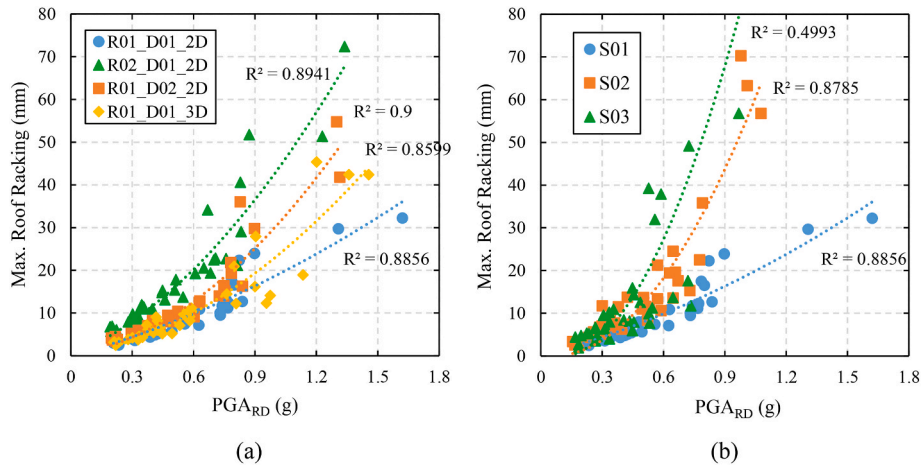 (a)
R01_D01_2D
R02_D01_2D
R01_D02_2D
R01_D01_3D
R² = 0.8941
R² = 0.9
R² = 0.8599
R² = 0.8856
Max. Roof Racking (mm)
80
70
60
50
40
30
20
10
0
0 0.3 0.6 0.9 1.2 1.5 1.8
PGA_RD (g)
(a)
(b)
S01
S02
S03
R² = 0.4993
R² = 0.8785
R² = 0.8856
Max. Roof Racking (mm)
80
70
60
50
40
30
20
10
0
0 0.3 0.6 0.9 1.2 1.5 1.8
PGA_RD (g)
(b)